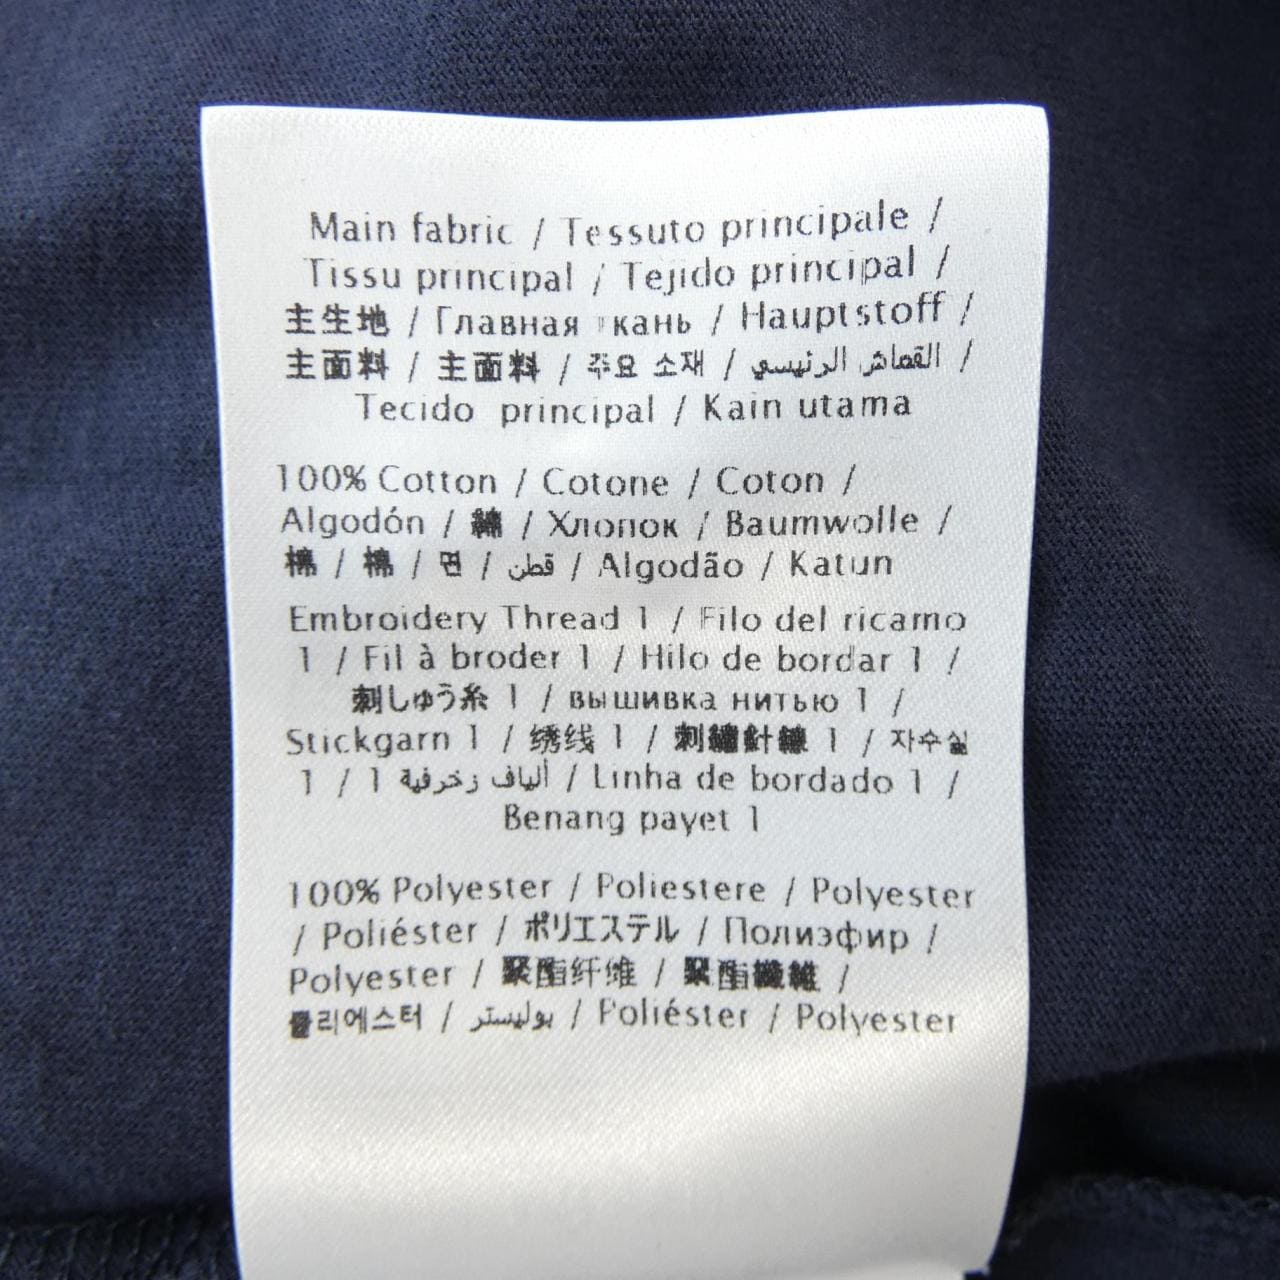 Main fabric / Tessuto principale /
Tissu principal / Tejido principal /
主生地 / Главная ткань / Hauptstoff /
主面料 / 主面料 / 주요 소재 / القماش الرئيسي /
Tecido principal / Kain utama
100% Cotton / Cotone / Coton /
Algodón / 綿 / Хлопок / Baumwolle /
棉 / 棉 / 면 / قطن / Algodão / Katun
Embroidery Thread 1 / Filo del ricamo
1 / Fil à broder 1 / Hilo de bordar 1 /
刺しゅう糸 1 / вышивка нитью 1 /
Stickgarn 1 / 绣线 1 / 刺繡針線 1 / 자수실
1 / 1 ألياف زخرفية / Linha de bordado 1 /
Benang payet 1
100% Polyester / Poliestere / Polyester
/ Poliéster / ポリエステル / Полиэфир /
Polyester / 聚酯纤维 / 聚酯纖維 /
폴리에스터 / بوليستر / Poliéster / Polyester